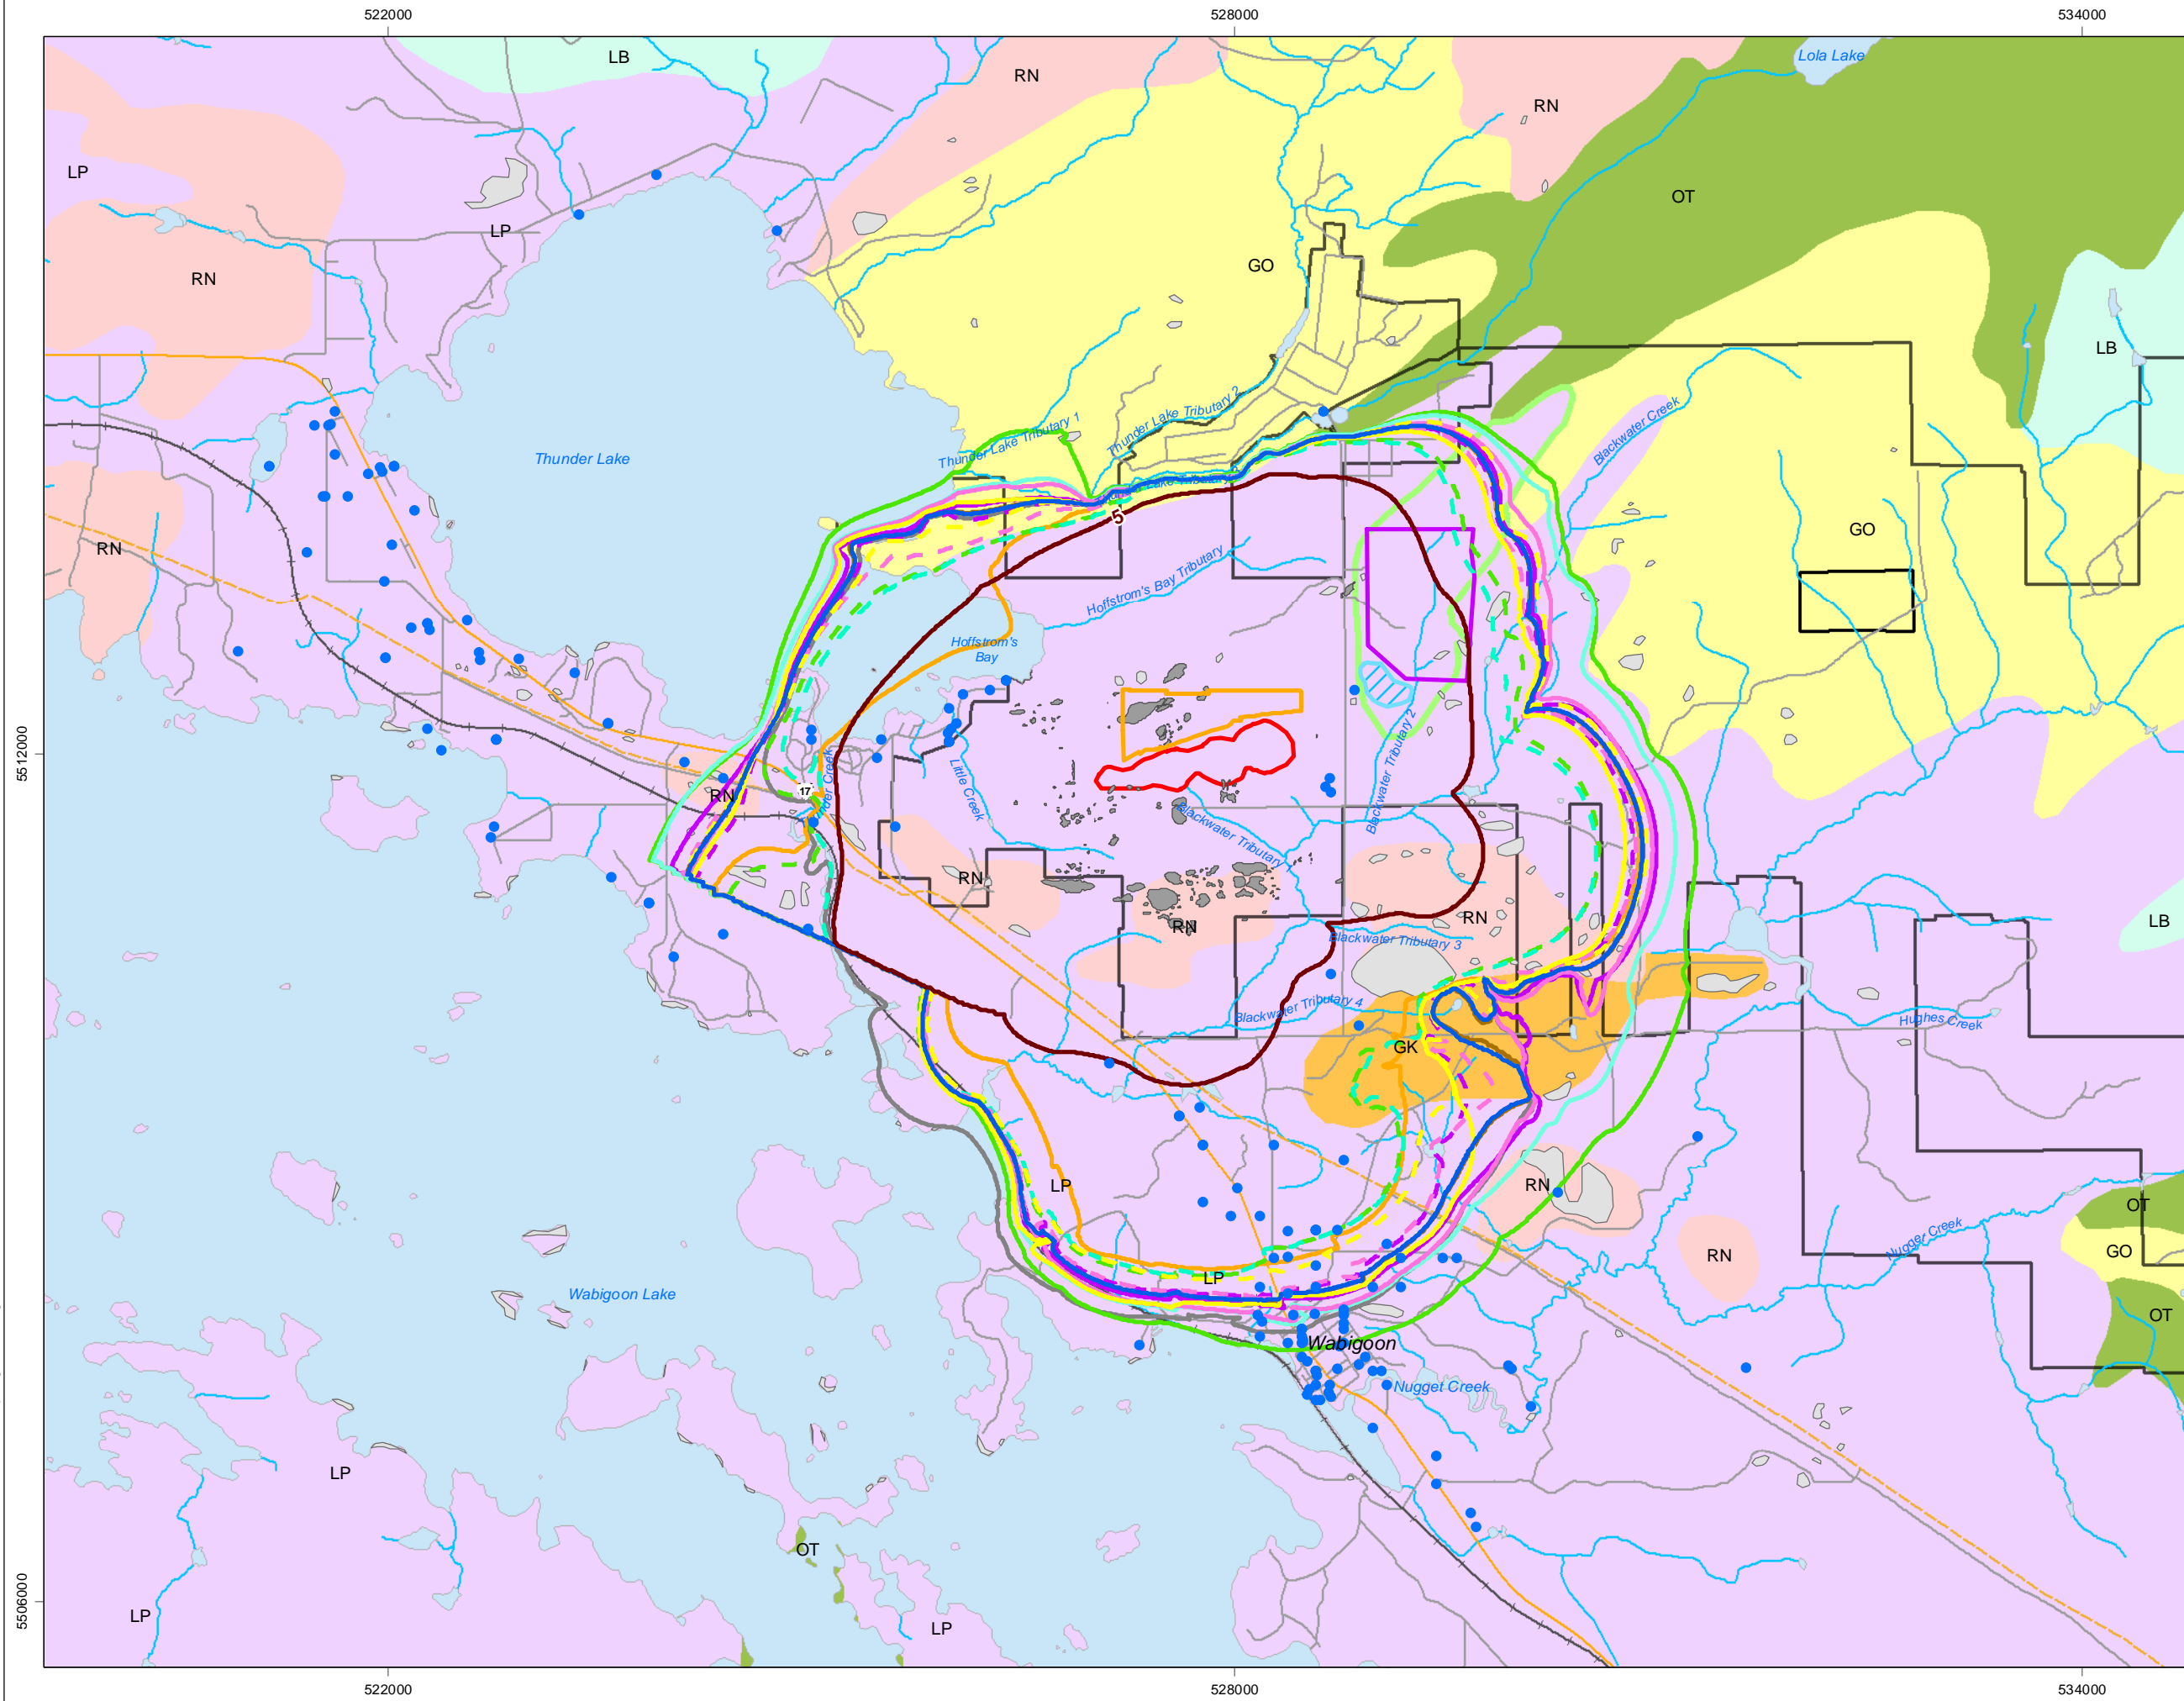 522000
528000
534000
LB
RN
Lola Lake
RN
LP
OT
LP
GO
RN
LB
Thunder Lake Tributary 2
Thunder Lake Tributary 1
Blackwater Creek
Thunder Lake
Lake Tributary
5
GO
RN
Hoffstrom's Bay Tributary
Hoffstrom's
Bay
5512000
Blackwater Tributary 2
Little Creek
Creek
17
RN
Blackwater Tributary
RN
RN
RN
LB
Blackwater Tributary 3
Blackwater Tributary 4
Hughes Creek
GK
LP
RN
OT
Nugget Creek
GO
RN
LP
Wabigoon Lake
OT
Wabigoon
Nugget Creek
LP
OT
5506000
LP
LP
522000
528000
534000